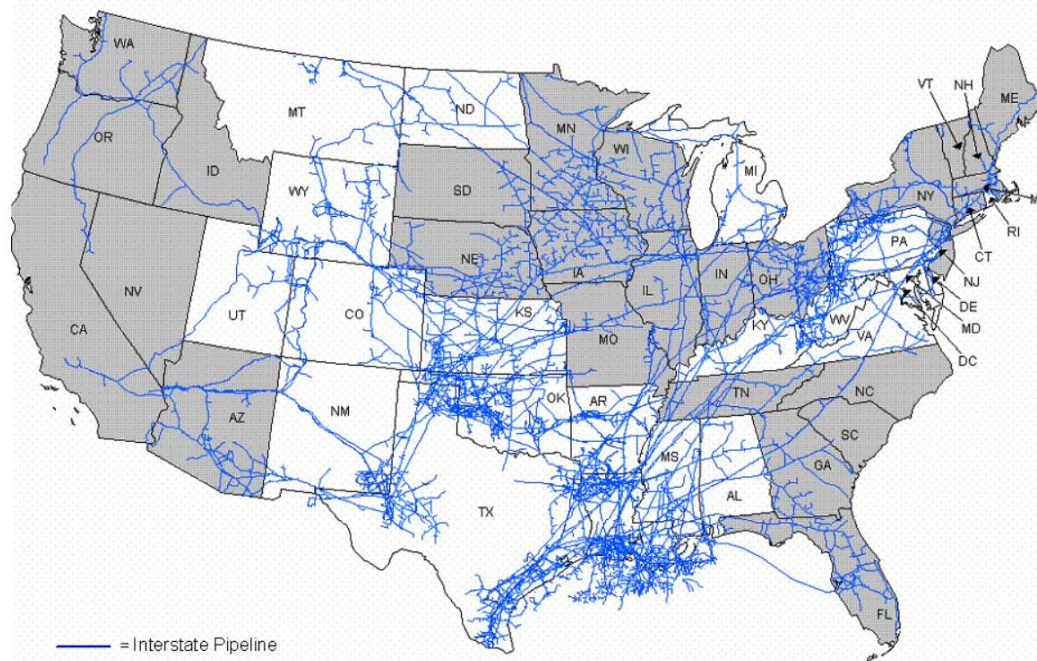 WA
MT
ND
MN
VT
NH
ME
OR
ID
WI
MI
SD
WY
NY
M
RI
PA
CT
NE
IA
NJ
NV
IL
IN
OH
DE
UT
CO
KS
KY
WV
MD
VA
CA
MO
DC
OK
AR
TN
NC
AZ
NM
SC
MS
GA
TX
AL
LA
FL
= Interstate Pipeline